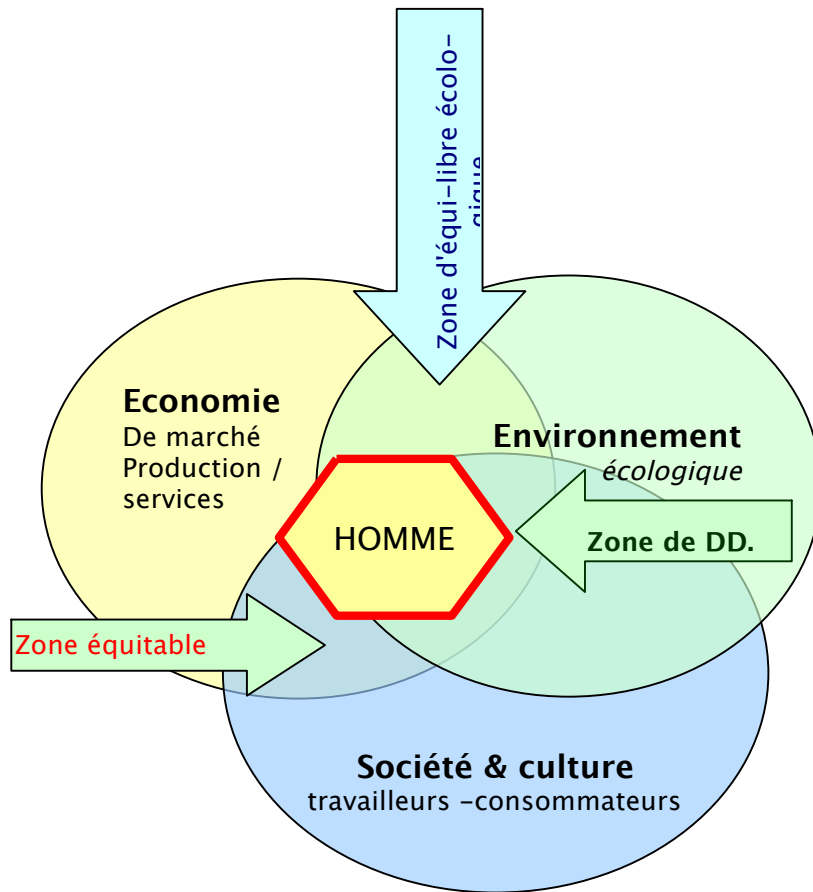 Zone d'équi-libre écolo-
gique
Economie
De marché
Production /
services
Environnement
écologique
HOMME
Zone de DD.
Zone équitable
Société & culture
travailleurs -consommateurs